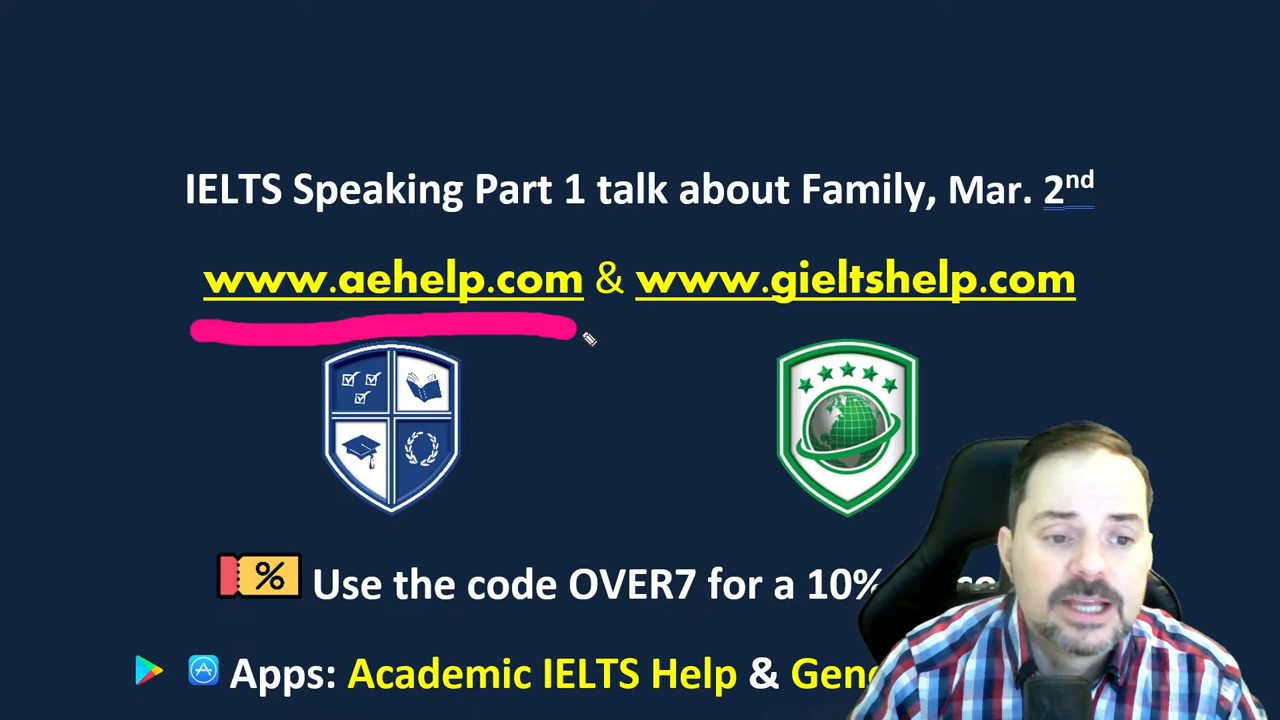 IELTS Speaking Part 1 talk about Family, Mar. 2nd
www.aehelp.com & www.gieltshelp.com
% Use the code OVER7 for a 10%
Apps: Academic IELTS Help &